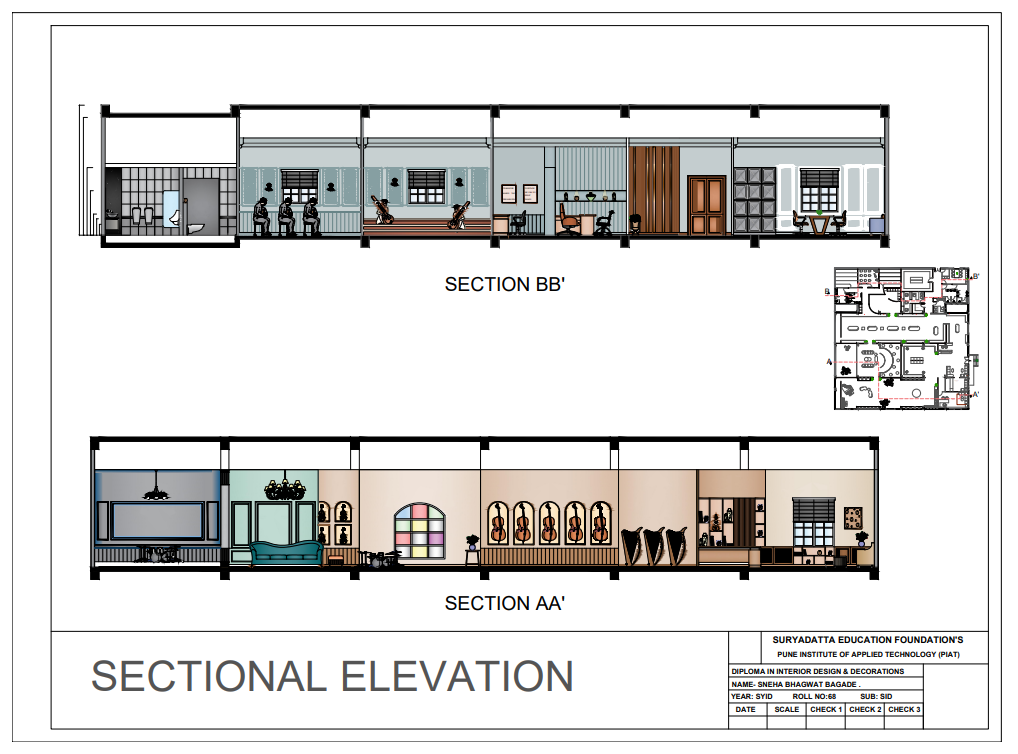 SECTION BB'
B
B'
A
A'
SECTION AA'
SECTIONAL ELEVATION
SURYADATTA EDUCATION FOUNDATION'S
PUNE INSTITUTE OF APPLIED TECHNOLOGY (PIAT)
DIPLOMA IN INTERIOR DESIGN & DECORATIONS
NAME- SNEHA BHAGWAT BAGADE .
YEAR: SYID ROLL NO:68 SUB: SID
DATE SCALE CHECK 1 CHECK 2 CHECK 3